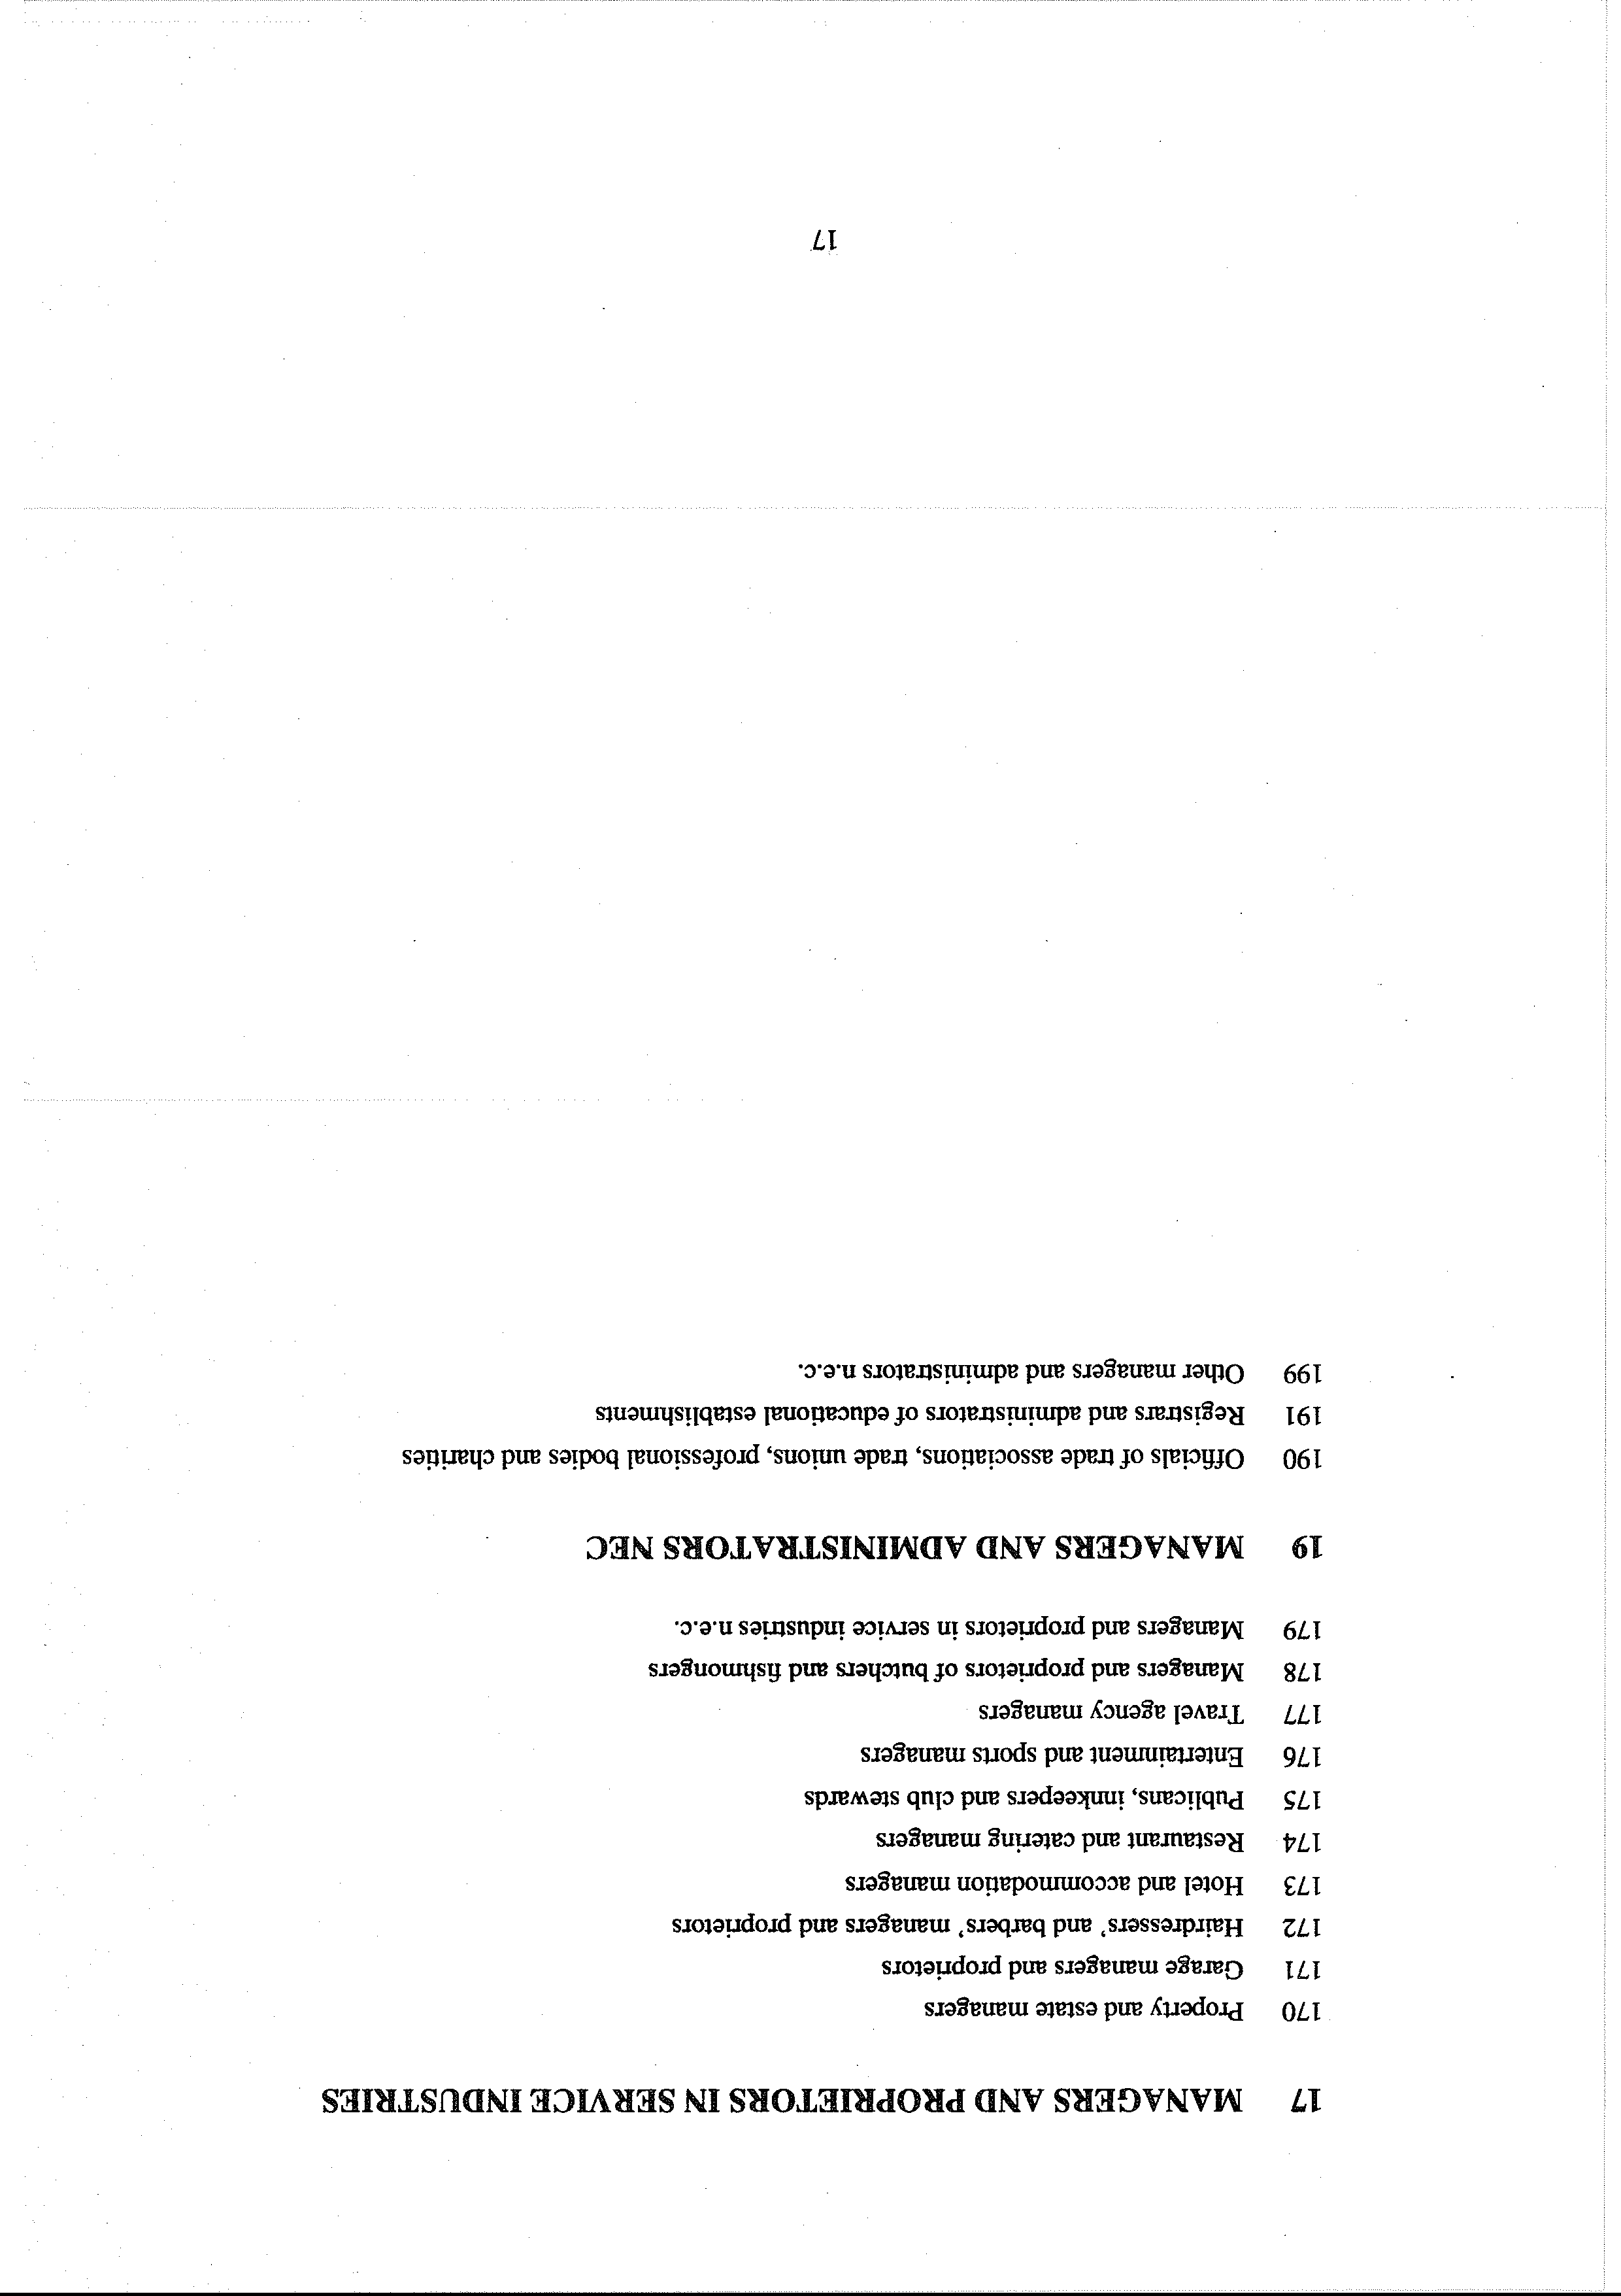 17 MANAGERS AND PROPRIETORS IN SERVICE INDUSTRIES
170 Property and estate managers
171 Garage managers and proprietors
172 Hairdressers' and barbers' managers and proprietors
173 Hotel and accommodation managers
174 Restaurant and catering managers
175 Publicans, innkeepers and club stewards
176 Entertainment and sports managers
177 Travel agency managers
178 Managers and proprietors of butchers and fishmongers
179 Managers and proprietors in service industries n.e.c.
19 MANAGERS AND ADMINISTRATORS NEC
190 Officials of trade associations, trade unions, professional bodies and charities
191 Registrars and administrators of educational establishments
199 Other managers and administrators n.e.c.
17